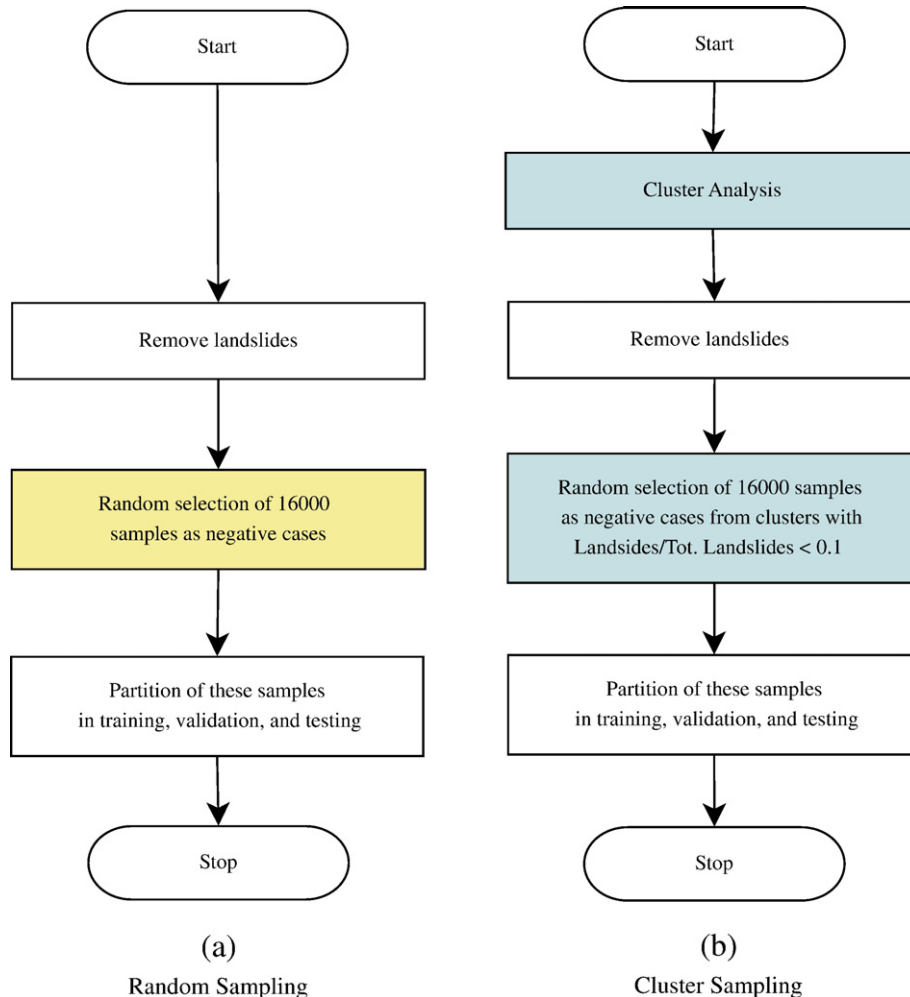 Start
Remove landslides
Random selection of 16000
samples as negative cases
Partition of these samples
in training, validation, and testing
Stop
(a)
Random Sampling
Start
Cluster Analysis
Remove landslides
Random selection of 16000 samples
as negative cases from clusters with
Landsides/Tot. Landslides < 0.1
Partition of these samples
in training, validation, and testing
Stop
(b)
Cluster Sampling